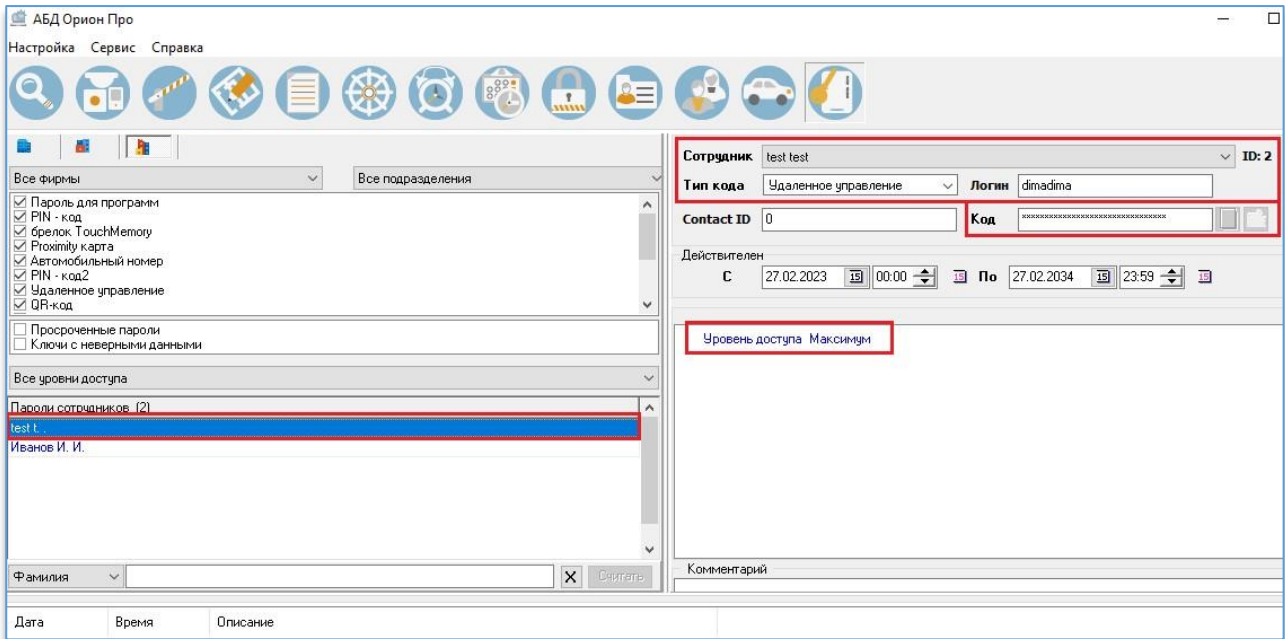 АБД Орион Про
Настройка Сервис Справка
Все фирмы
Все подразделения
Пароль для программ
PIN - код
брелок TouchMemory
Proximity карта
Автомобильный номер
PIN - код2
Удаленное управление
QR-код
Просроченные пароли
Ключи с неверными данными
Все уровни доступа
Пароли сотрудников (2)
test t. .
Иванов И. И.
Фамилия
X
Считать
Сотрудник test test ID: 2
Тип кода Удаленное управление Логин dimadima
Contact ID 0 Код ********************************
Действителен
С 27.02.2023 15 00:00 15 По 27.02.2034 15 23:59 15
Уровень доступа Максимум
Комментарий
Дата Время Описание